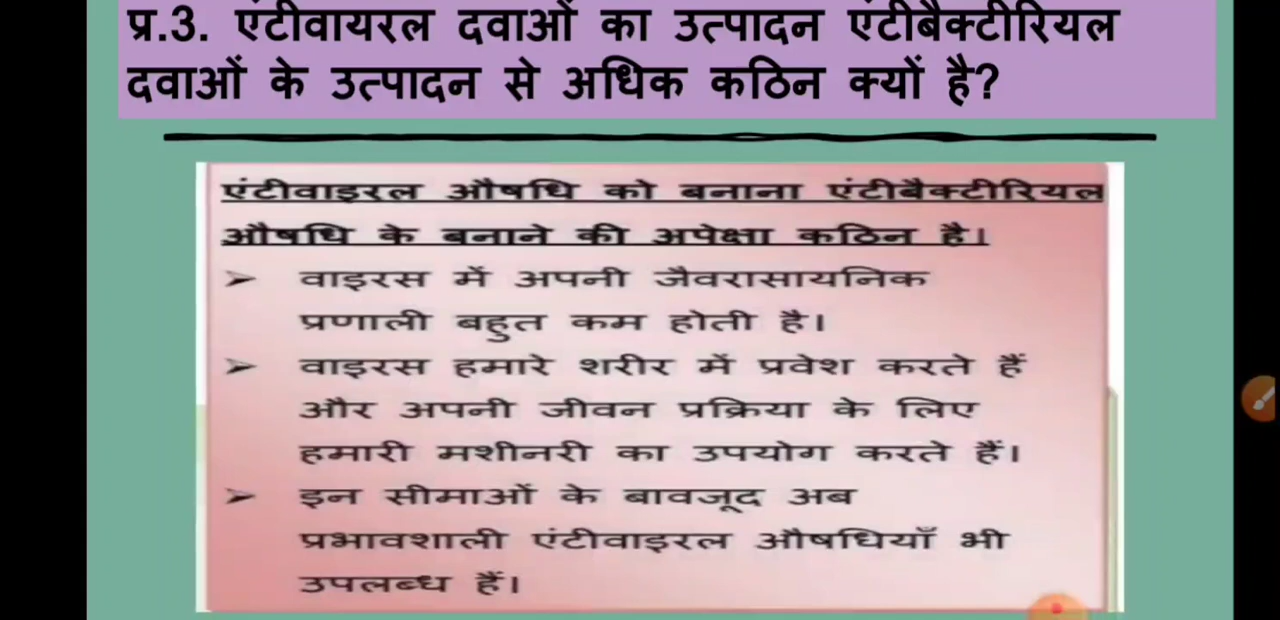 प्र.3. एंटीवायरल दवाओं का उत्पादन एंटीबैक्टीरियल
दवाओं के उत्पादन से अधिक कठिन क्यों है?
एंटीवाइरल औषधि को बनाना एंटीबैक्टीरियल
औषधि के बनाने की अपेक्षा कठिन है।
➢ वाइरस में अपनी जैवरासायनिक
प्रणाली बहुत कम होती है।
➢ वाइरस हमारे शरीर में प्रवेश करते हैं
और अपनी जीवन प्रक्रिया के लिए
हमारी मशीनरी का उपयोग करते हैं।
➢ इन सीमाओं के बावजूद अब
प्रभावशाली एंटीवाइरल औषधियाँ भी
उपलब्ध हैं।